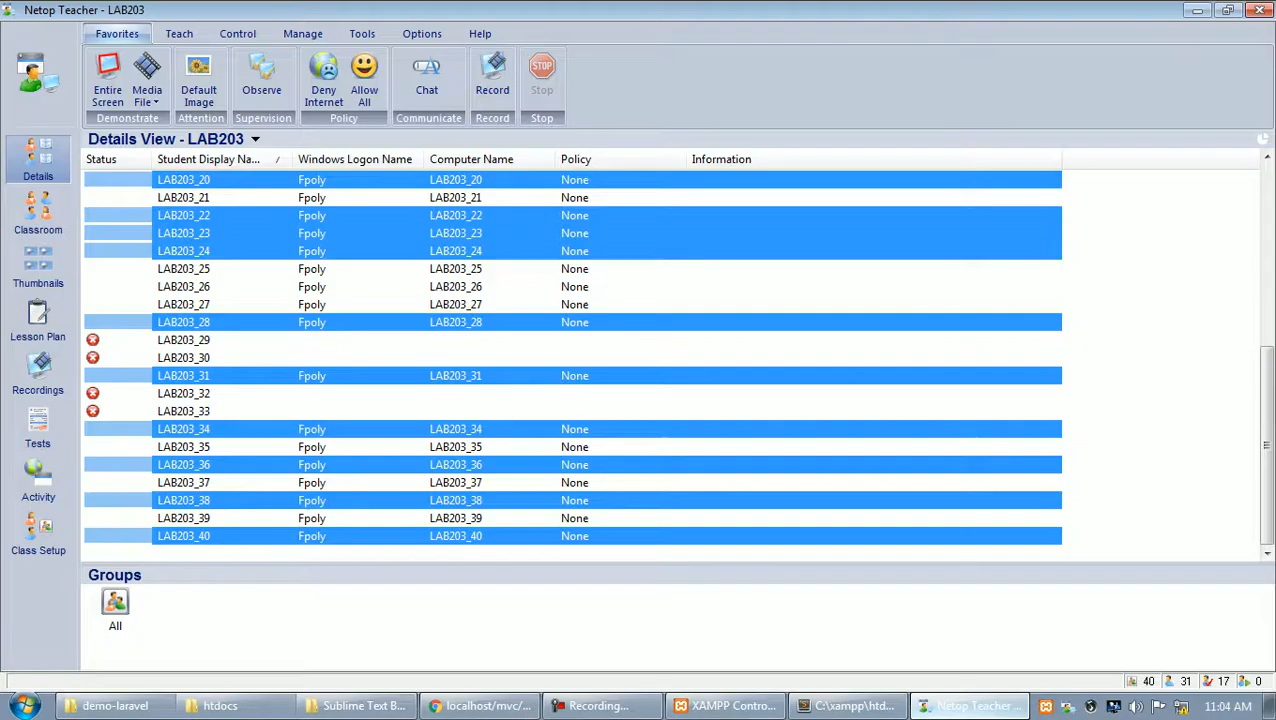 Netop Teacher - LAB203
Favorites Teach Control Manage Tools Options Help
Entire Screen Media File Default Image Observe Deny Internet Allow All Chat Record Stop
STOP
Demonstrate Attention Supervision Policy Communicate Record Stop
Details View - LAB203
Status Student Display Na... / Windows Logon Name Computer Name Policy Information
LAB203_20 Fpoly LAB203_20 None
LAB203_21 Fpoly LAB203_21 None
LAB203_22 Fpoly LAB203_22 None
LAB203_23 Fpoly LAB203_23 None
LAB203_24 Fpoly LAB203_24 None
LAB203_25 Fpoly LAB203_25 None
LAB203_26 Fpoly LAB203_26 None
LAB203_27 Fpoly LAB203_27 None
LAB203_28 Fpoly LAB203_28 None
LAB203_29
LAB203_30
LAB203_31 Fpoly LAB203_31 None
LAB203_32
LAB203_33
LAB203_34 Fpoly LAB203_34 None
LAB203_35 Fpoly LAB203_35 None
LAB203_36 Fpoly LAB203_36 None
LAB203_37 Fpoly LAB203_37 None
LAB203_38 Fpoly LAB203_38 None
LAB203_39 Fpoly LAB203_39 None
LAB203_40 Fpoly LAB203_40 None
Details
Classroom
Thumbnails
Lesson Plan
Recordings
Tests
Activity
Class Setup
Groups
All
40 31 17 0
demo-laravel htdocs Sublime Text B... localhost/mvc/... Recording... XAMPP Contro... C:\xampp\htd... Netop Teacher ... 11:04 AM